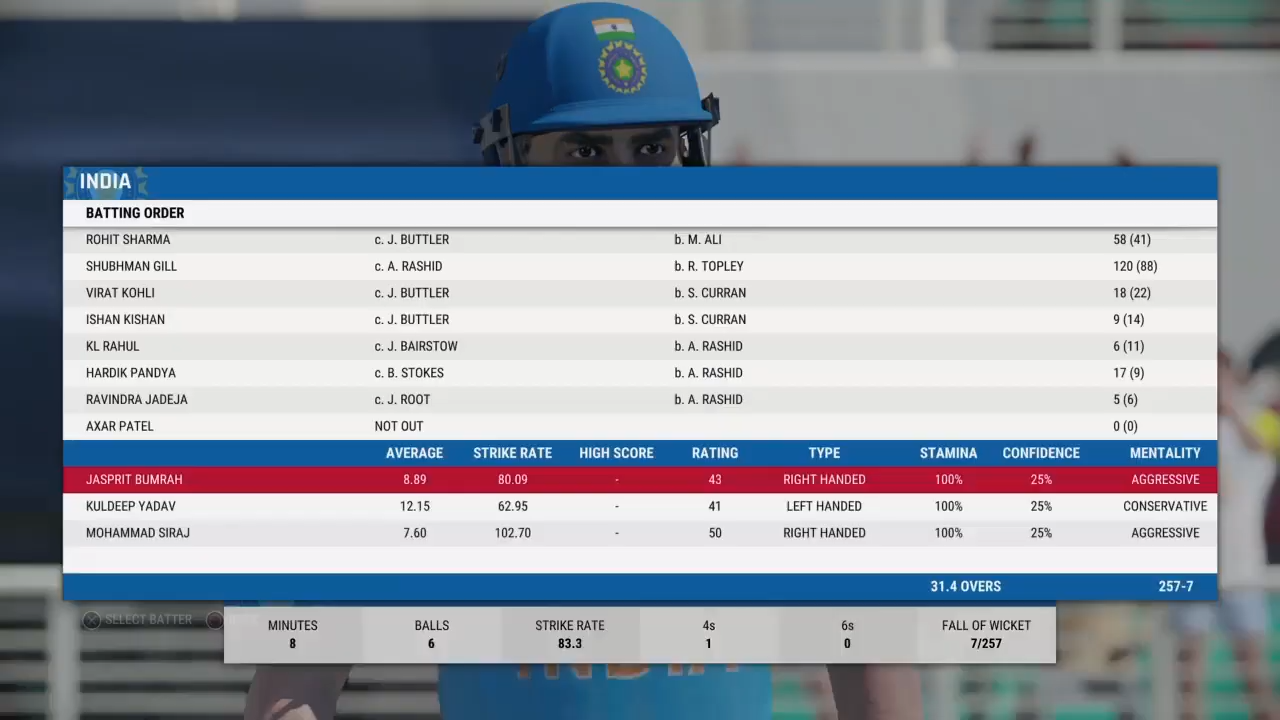 INDIA
BATTING ORDER
ROHIT SHARMA c. J. BUTTLER b. M. ALI 58 (41)
SHUBHMAN GILL c. A. RASHID b. R. TOPLEY 120 (88)
VIRAT KOHLI c. J. BUTTLER b. S. CURRAN 18 (22)
ISHAN KISHAN c. J. BUTTLER b. S. CURRAN 9 (14)
KL RAHUL c. J. BAIRSTOW b. A. RASHID 6 (11)
HARDIK PANDYA c. B. STOKES b. A. RASHID 17 (9)
RAVINDRA JADEJA c. J. ROOT b. A. RASHID 5 (6)
AXAR PATEL NOT OUT 0 (0)
AVERAGE STRIKE RATE HIGH SCORE RATING TYPE STAMINA CONFIDENCE MENTALITY
JASPRIT BUMRAH 8.89 80.09 - 43 RIGHT HANDED 100% 25% AGGRESSIVE
KULDEEP YADAV 12.15 62.95 - 41 LEFT HANDED 100% 25% CONSERVATIVE
MOHAMMAD SIRAJ 7.60 102.70 - 50 RIGHT HANDED 100% 25% AGGRESSIVE
31.4 OVERS 257-7
SELECT BATTER
MINUTES BALLS STRIKE RATE 4s 6s FALL OF WICKET
8 6 83.3 1 0 7/257
INDIA